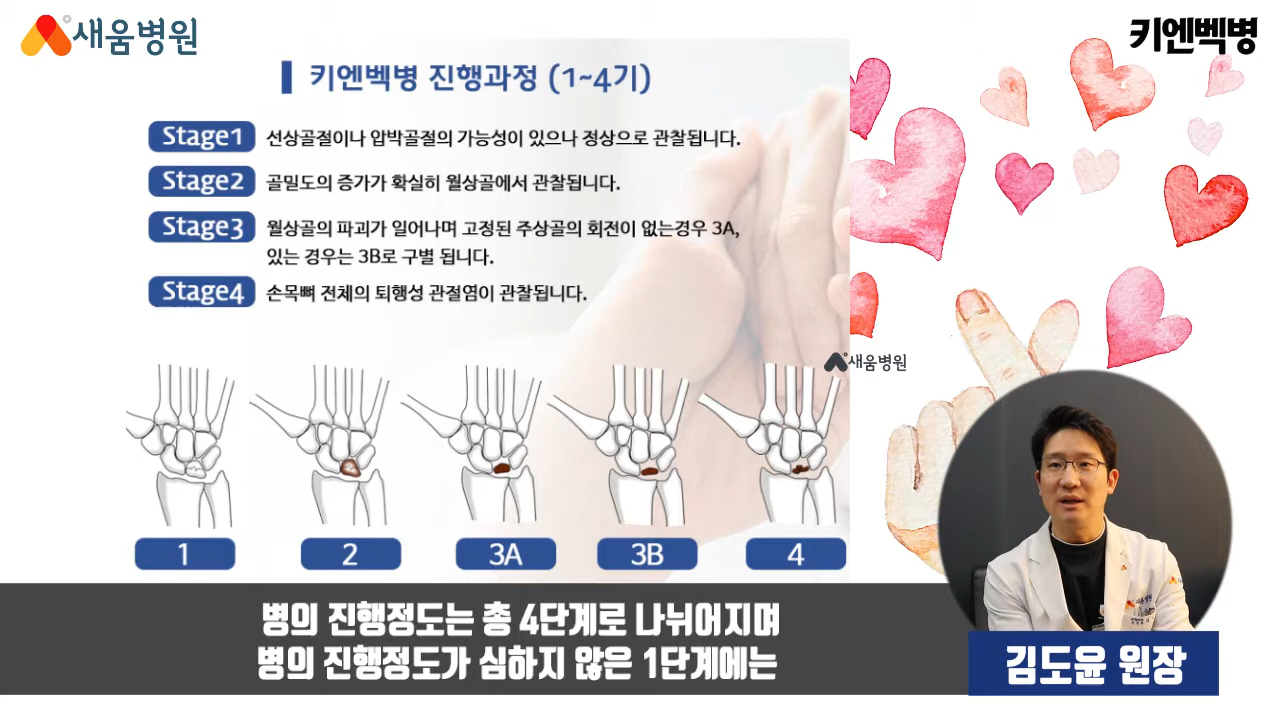 새움병원
키엔벡병
키엔벡병 진행과정 (1~4기)
Stage1 선상골절이나 압박골절의 가능성이 있으나 정상으로 관찰됩니다.
Stage2 골밀도의 증가가 확실히 월상골에서 관찰됩니다.
Stage3 월상골의 파괴가 일어나며 고정된 주상골의 회전이 없는경우 3A,
있는 경우는 3B로 구별 됩니다.
Stage4 손목뼈 전체의 퇴행성 관절염이 관찰됩니다.
새움병원
1 2 3A 3B 4
병의 진행정도는 총 4단계로 나뉘어지며
병의 진행정도가 심하지 않은 1단계에는
새움병원
김도윤 원장